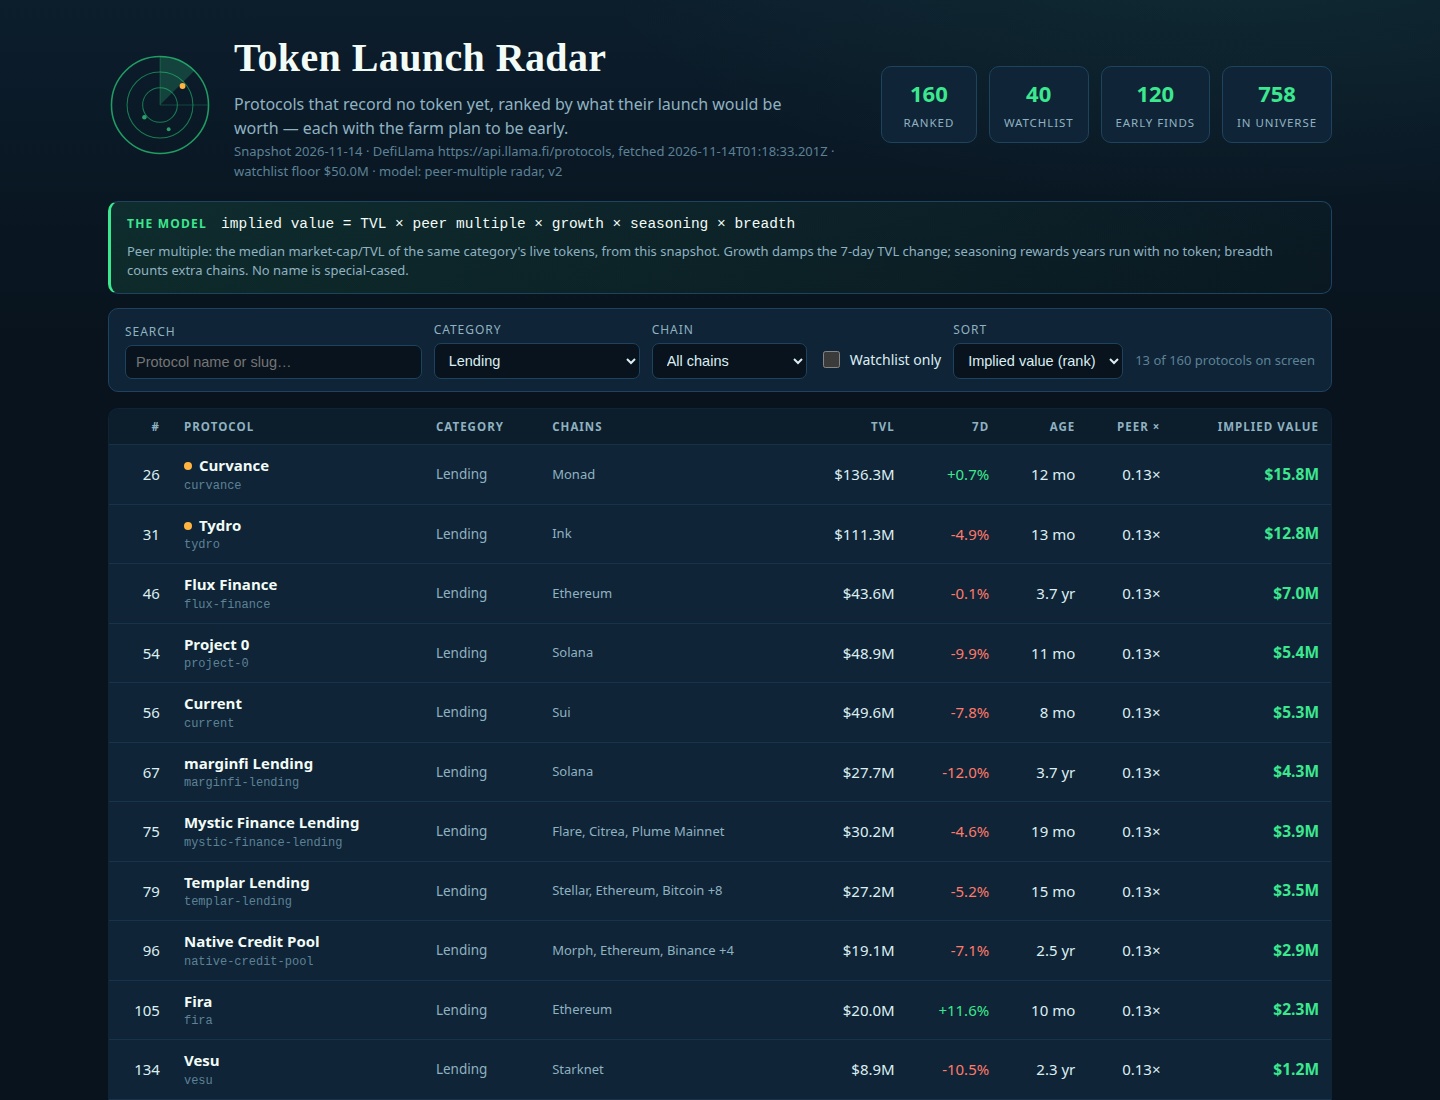 Token Launch Radar
Protocols that record no token yet, ranked by what their launch would be
worth — each with the farm plan to be early.
Snapshot 2026-11-14 · DefiLlama https://api.llama.fi/protocols, fetched 2026-11-14T01:18:33.201Z ·
watchlist floor $50.0M · model: peer-multiple radar, v2
160
RANKED
40
WATCHLIST
120
EARLY FINDS
758
IN UNIVERSE
THE MODEL implied value = TVL × peer multiple × growth × seasoning × breadth
Peer multiple: the median market-cap/TVL of the same category's live tokens, from this snapshot. Growth damps the 7-day TVL change; seasoning rewards years run with no token; breadth
counts extra chains. No name is special-cased.
SEARCH
Protocol name or slug…
CATEGORY
Lending
CHAIN
All chains
Watchlist only
SORT
Implied value (rank)
13 of 160 protocols on screen
# PROTOCOL CATEGORY CHAINS TVL 7D AGE PEER × IMPLIED VALUE
26 Curvance Lending Monad $136.3M +0.7% 12 mo 0.13× $15.8M
curvance
31 Tydro Lending Ink $111.3M -4.9% 13 mo 0.13× $12.8M
tydro
46 Flux Finance Lending Ethereum $43.6M -0.1% 3.7 yr 0.13× $7.0M
flux-finance
54 Project 0 Lending Solana $48.9M -9.9% 11 mo 0.13× $5.4M
project-0
56 Current Lending Sui $49.6M -7.8% 8 mo 0.13× $5.3M
current
67 marginfi Lending Lending Solana $27.7M -12.0% 3.7 yr 0.13× $4.3M
marginfi-lending
75 Mystic Finance Lending Lending Flare, Citrea, Plume Mainnet $30.2M -4.6% 19 mo 0.13× $3.9M
mystic-finance-lending
79 Templar Lending Lending Stellar, Ethereum, Bitcoin +8 $27.2M -5.2% 15 mo 0.13× $3.5M
templar-lending
96 Native Credit Pool Lending Morph, Ethereum, Binance +4 $19.1M -7.1% 2.5 yr 0.13× $2.9M
native-credit-pool
105 Fira Lending Ethereum $20.0M +11.6% 10 mo 0.13× $2.3M
fira
134 Vesu Lending Starknet $8.9M -10.5% 2.3 yr 0.13× $1.2M
vesu